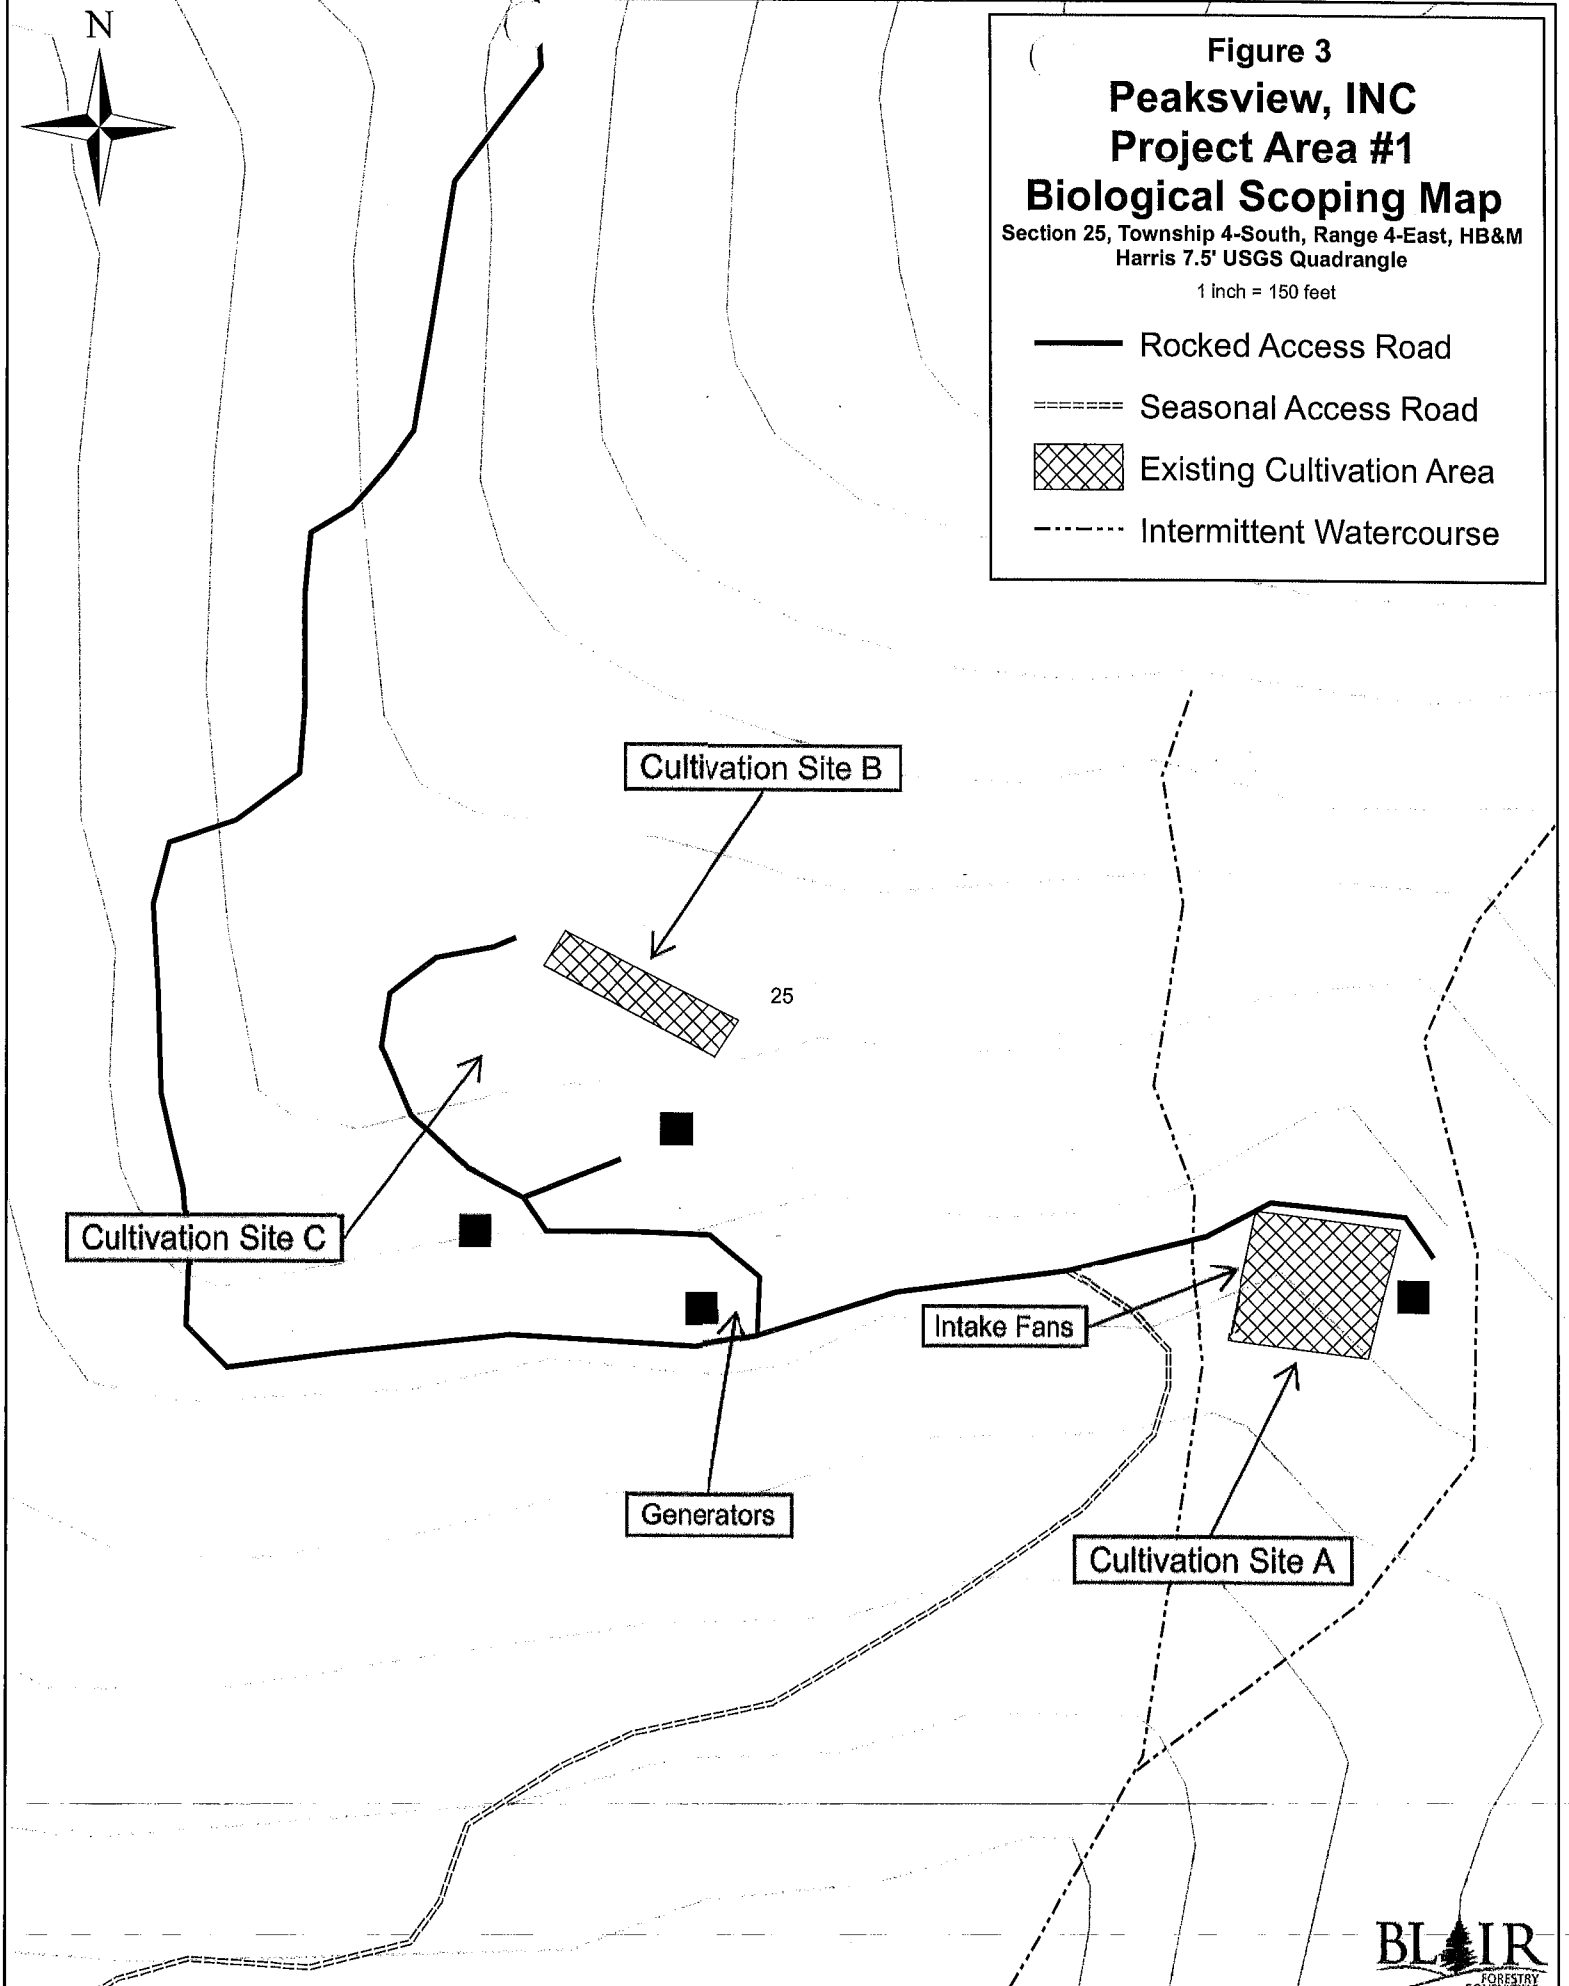 N
Figure 3
Peaksview, INC
Project Area #1
Biological Scoping Map
Section 25, Township 4-South, Range 4-East, HB&M
Harris 7.5' USGS Quadrangle
1 inch = 150 feet
Rocked Access Road
Seasonal Access Road
Existing Cultivation Area
Intermittent Watercourse
Cultivation Site B
25
Cultivation Site C
Intake Fans
Generators
Cultivation Site A
BLAIR
FORESTRY